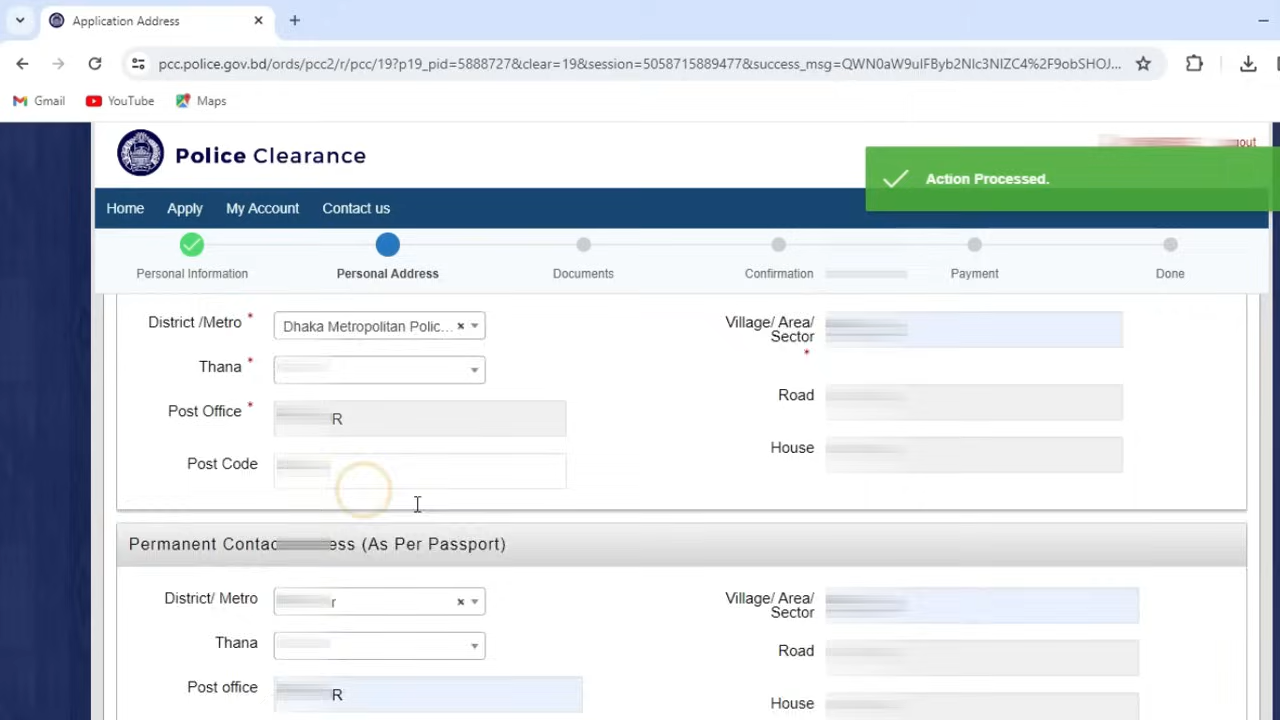 Application Address
pcc.police.gov.bd/ords/pcc2/r/pcc/19?p19_pid=5888727&clear=19&session=5058715889477&success_msg=QWN0aW9uIFByb2Nlc3NlZC4%2F9obSHOJ...
Gmail YouTube Maps
Police Clearance
out
Action Processed.
Home Apply My Account Contact us
Personal Information Personal Address Documents Confirmation Payment Done
District /Metro * Dhaka Metropolitan Polic... ×
Village/ Area/
Sector
*
Thana *
Road
Post Office * R
House
Post Code
Permanent Contac ess (As Per Passport)
District/ Metro r ×
Village/ Area/
Sector
Thana
Road
Post office R
House